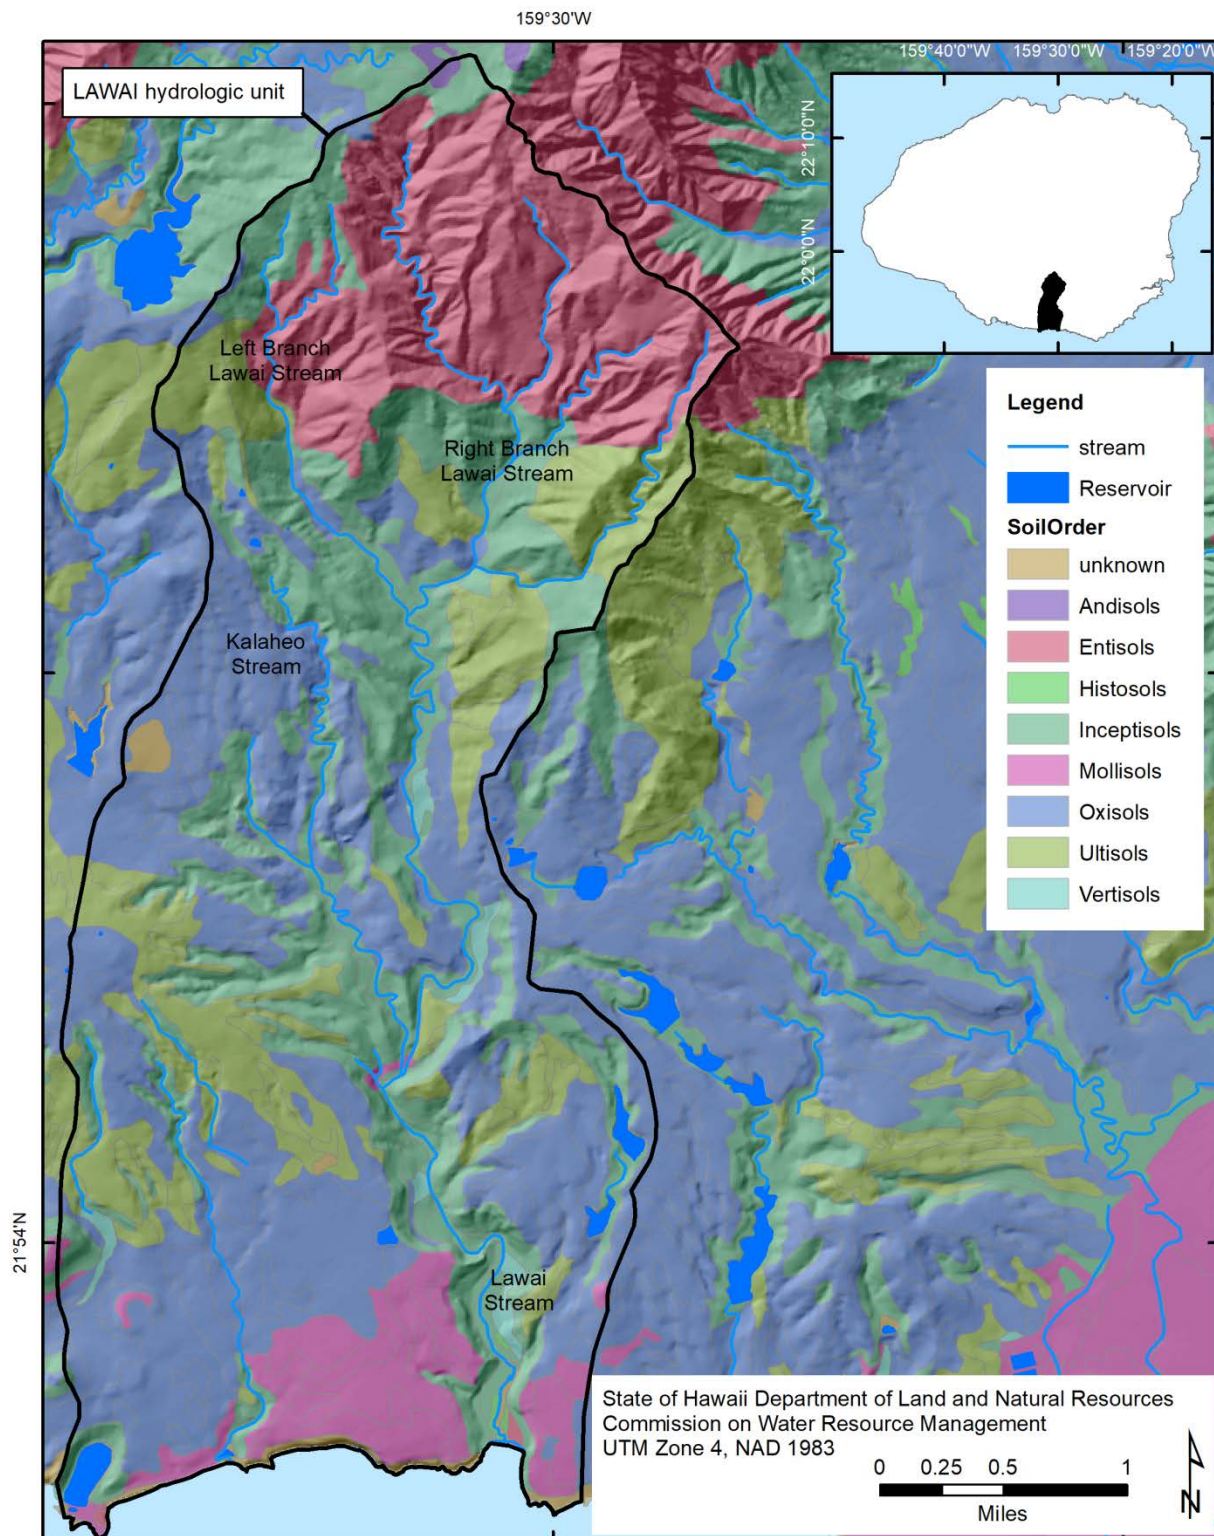 159°30'W
LAWAI hydrologic unit
159°40'0"W
159°30'0"W
159°20'0"W
22°10'0"N
22°0'0"N
Left Branch
Lawai Stream
Right Branch
Lawai Stream
Kalaheo
Stream
Lawai
Stream
21°54'N
Legend
stream
Reservoir
SoilOrder
unknown
Andisols
Entisols
Histosols
Inceptisols
Mollisols
Oxisols
Ultisols
Vertisols
State of Hawaii Department of Land and Natural Resources
Commission on Water Resource Management
UTM Zone 4, NAD 1983
0 0.25 0.5 1
Miles
N